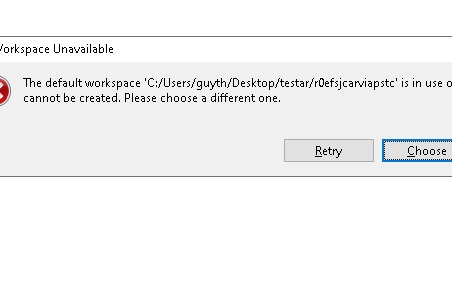 Workspace Unavailable
The default workspace 'C:/Users/guyth/Desktop/testar/r0efsjcarviapstc' is in use o
cannot be created. Please choose a different one.
Retry
Choose